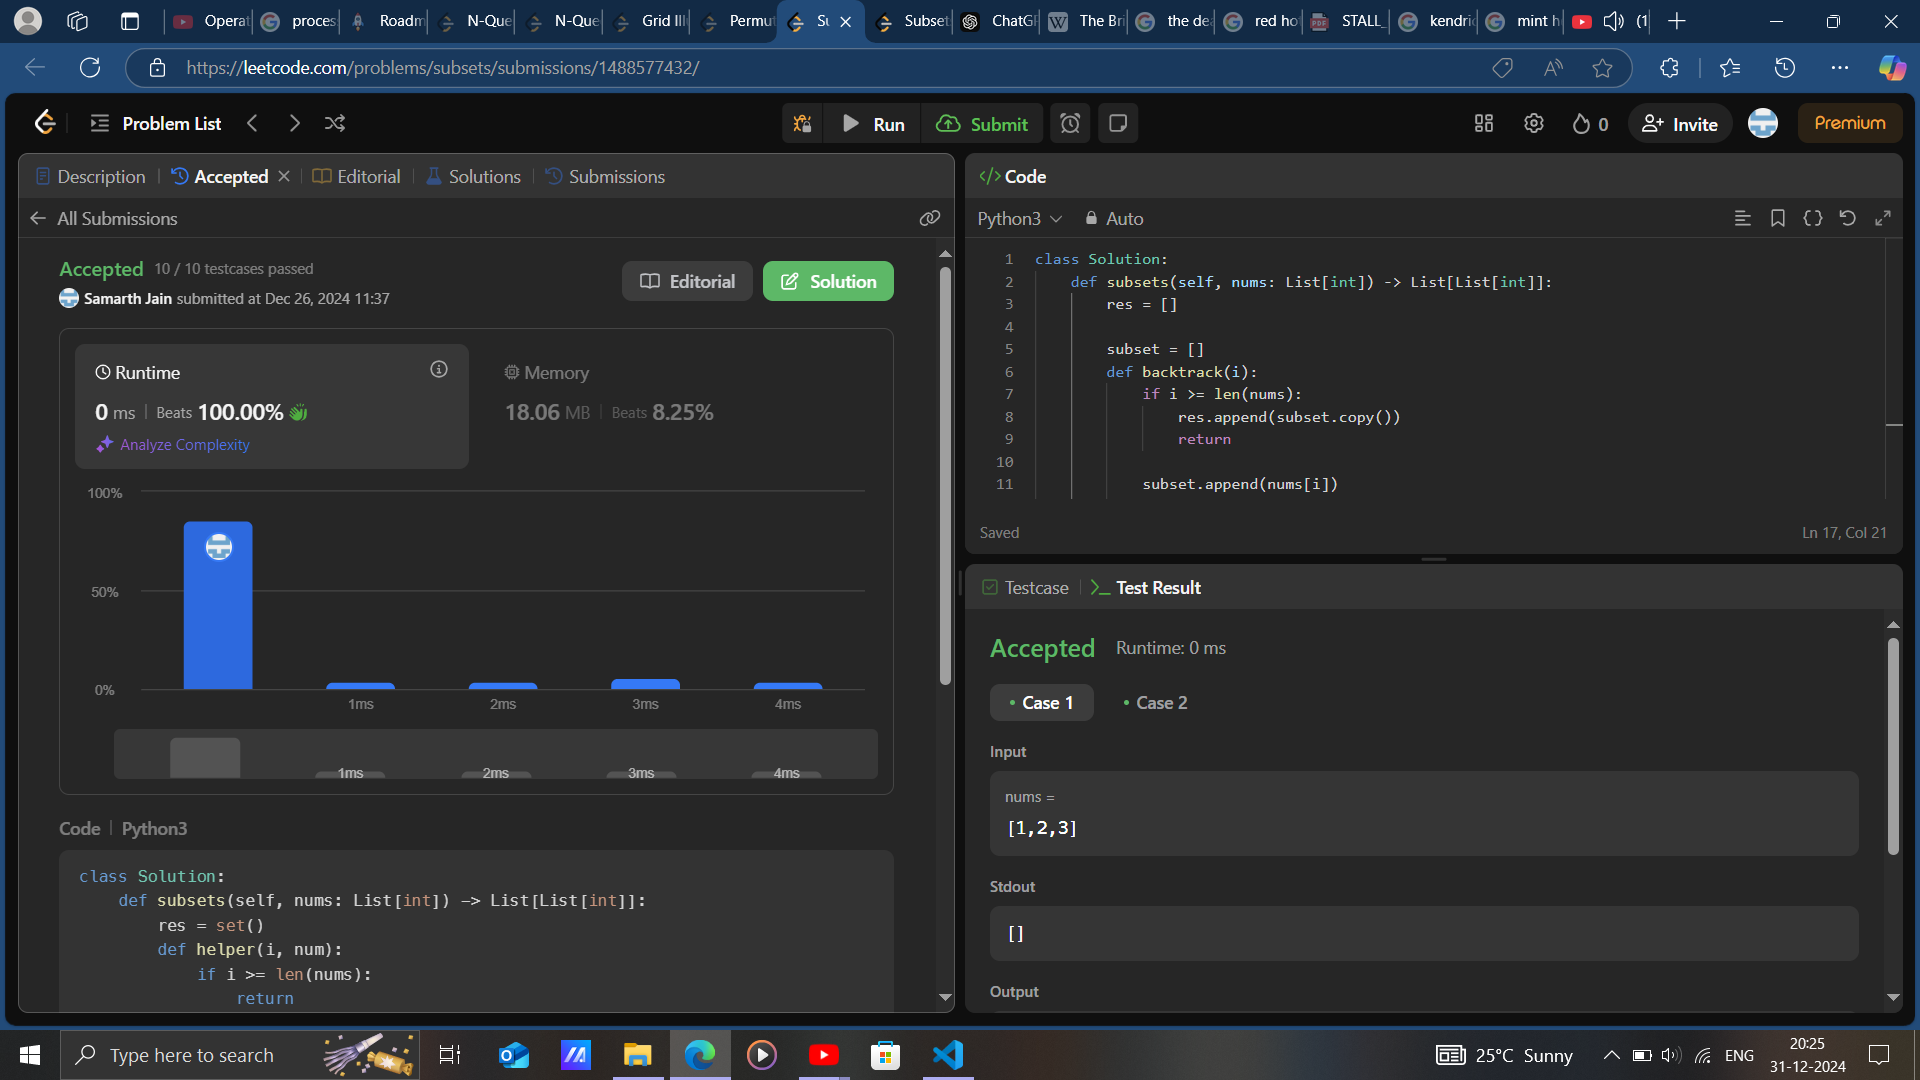 Operat
proces
Roadm
N-Que
N-Que
Grid Ill
Permut
Su
Subset
ChatG
The Bri
the de
red ho
STALL_
kendri
mint h
(1
https://leetcode.com/problems/subsets/submissions/1488577432/
Problem List
Run
Submit
0
Invite
Premium
Description
Accepted
Editorial
Solutions
Submissions
All Submissions
Accepted 10 / 10 testcases passed
Samarth Jain submitted at Dec 26, 2024 11:37
Editorial
Solution
Runtime
0 ms | Beats 100.00%
Analyze Complexity
Memory
18.06 MB | Beats 8.25%
100%
50%
0%
1ms
2ms
3ms
4ms
1ms
2ms
3ms
4ms
Code | Python3
class Solution:
def subsets(self, nums: List[int]) -> List[List[int]]:
res = set()
def helper(i, num):
if i >= len(nums):
return
</> Code
Python3
Auto
1 class Solution:
2 def subsets(self, nums: List[int]) -> List[List[int]]:
3 res = []
4
5 subset = []
6 def backtrack(i):
7 if i >= len(nums):
8 res.append(subset.copy())
9 return
10
11 subset.append(nums[i])
Saved
Ln 17, Col 21
Testcase
Test Result
Accepted Runtime: 0 ms
• Case 1
• Case 2
Input
nums =
[1,2,3]
Stdout
[]
Output
Type here to search
25°C Sunny
ENG
20:25
31-12-2024